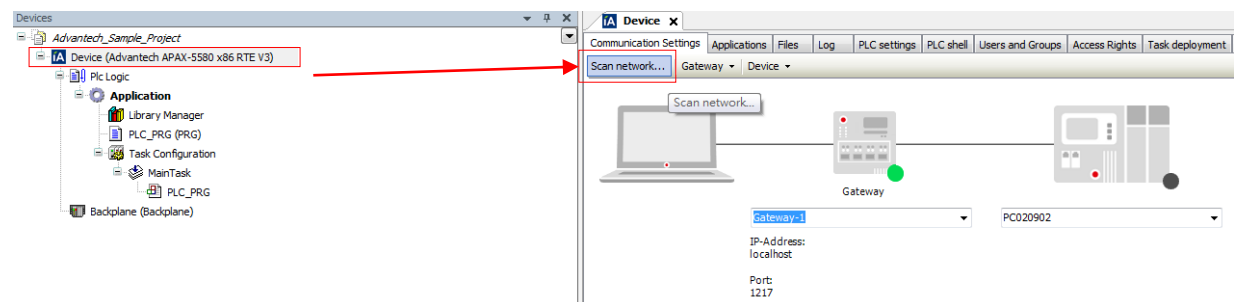 Devices
Advantech_Sample_Project
Device (Advantech APAX-5580 x86 RTE V3)
Plc Logic
Application
Library Manager
PLC_PRG (PRG)
Task Configuration
MainTask
PLC_PRG
Backplane (Backplane)
Device
Communication Settings Applications Files Log PLC settings PLC shell Users and Groups Access Rights Task deployment
Scan network... Gateway Device
Scan network...
Gateway
Gateway-1 PC020902
IP-Address:
localhost
Port:
1217